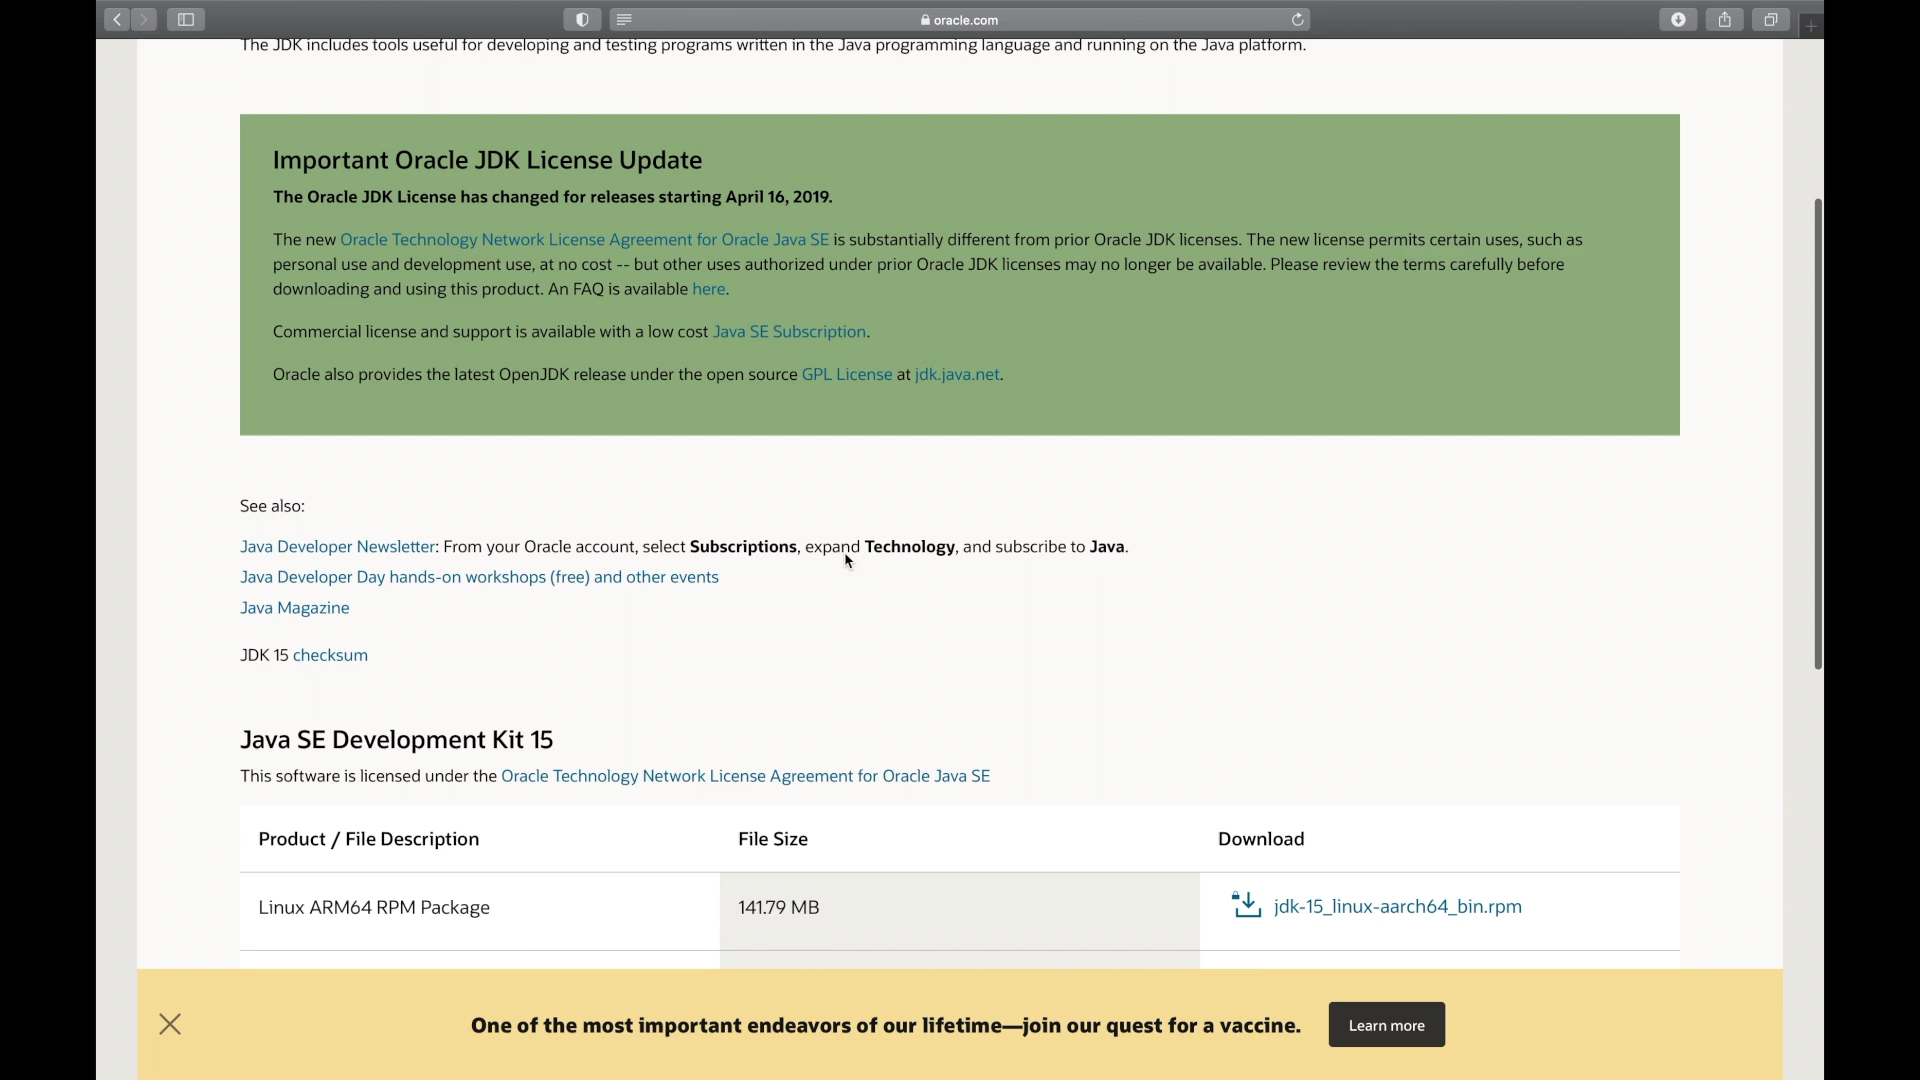 oracle.com
The JDK includes tools useful for developing and testing programs written in the Java programming language and running on the Java platform.
Important Oracle JDK License Update
The Oracle JDK License has changed for releases starting April 16, 2019.
The new Oracle Technology Network License Agreement for Oracle Java SE is substantially different from prior Oracle JDK licenses. The new license permits certain uses, such as
personal use and development use, at no cost -- but other uses authorized under prior Oracle JDK licenses may no longer be available. Please review the terms carefully before
downloading and using this product. An FAQ is available here.
Commercial license and support is available with a low cost Java SE Subscription.
Oracle also provides the latest OpenJDK release under the open source GPL License at jdk.java.net.
See also:
Java Developer Newsletter: From your Oracle account, select Subscriptions, expand Technology, and subscribe to Java.
Java Developer Day hands-on workshops (free) and other events
Java Magazine
JDK 15 checksum
Java SE Development Kit 15
This software is licensed under the Oracle Technology Network License Agreement for Oracle Java SE
Product / File Description File Size Download
Linux ARM64 RPM Package 141.79 MB jdk-15_linux-aarch64_bin.rpm
One of the most important endeavors of our lifetime—join our quest for a vaccine. Learn more